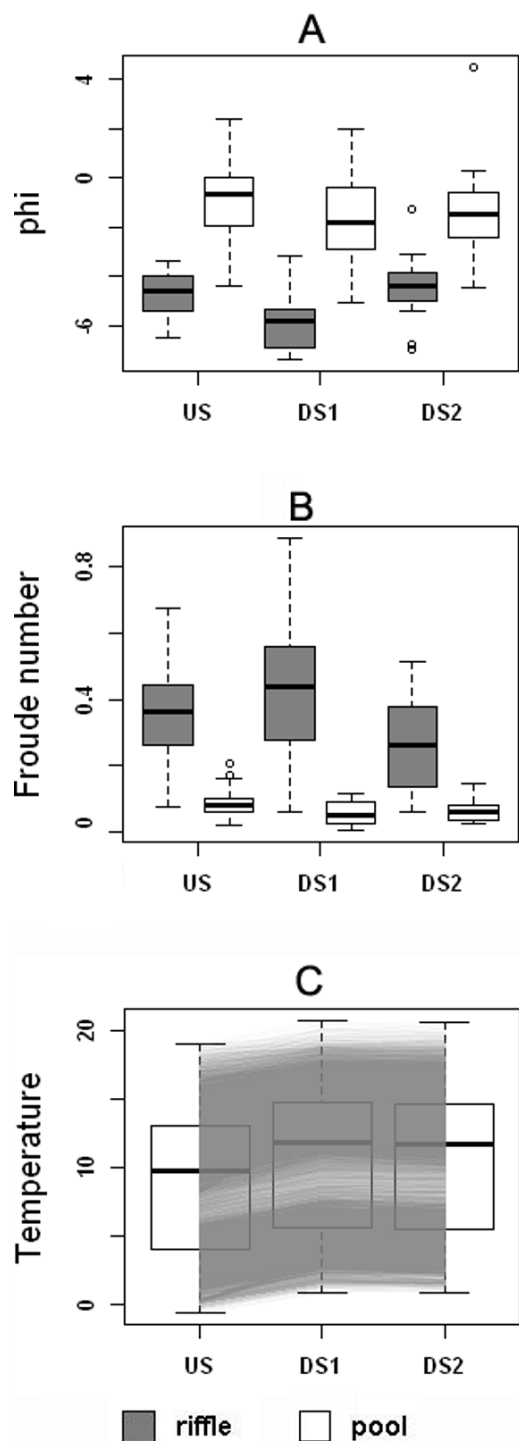 A
phi
4
0
-6
US DS1 DS2
B
Froude number
0.8
0.4
0
US DS1 DS2
C
Temperature
20
10
0
US DS1 DS2
riffle pool